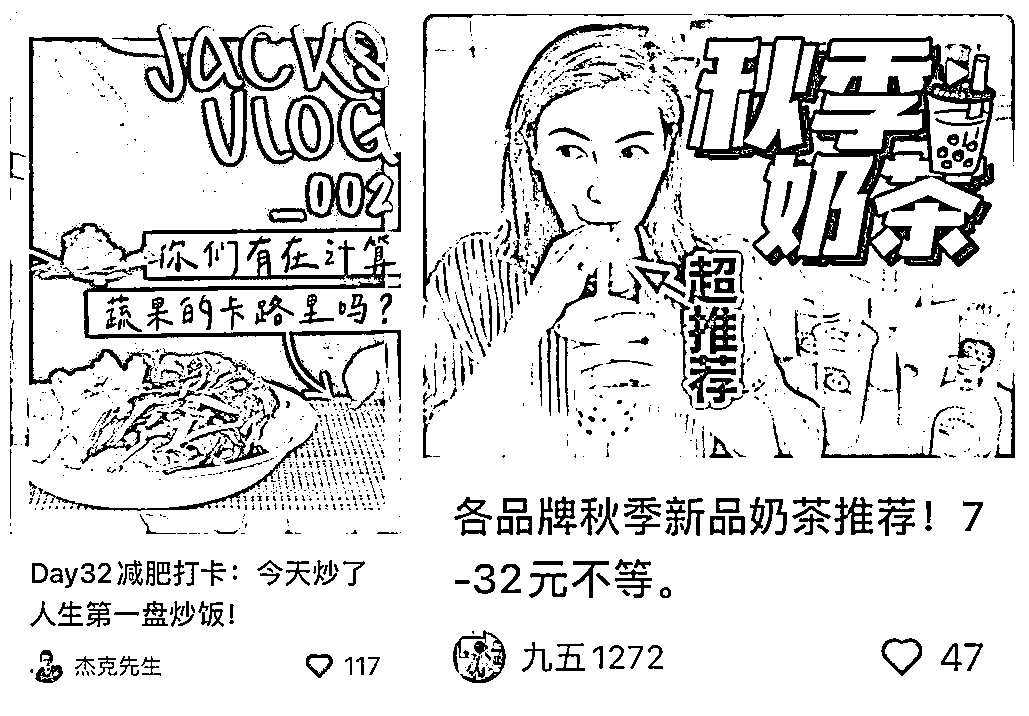 JACKS
VLOG
_002
你们有在计算
蔬果的卡路里吗？
Day32减肥打卡：今天炒了
人生第一盘炒饭！
杰克先生
117
秋季
奶茶
超推荐
各品牌秋季新品奶茶推荐！7
-32元不等。
九五1272
47